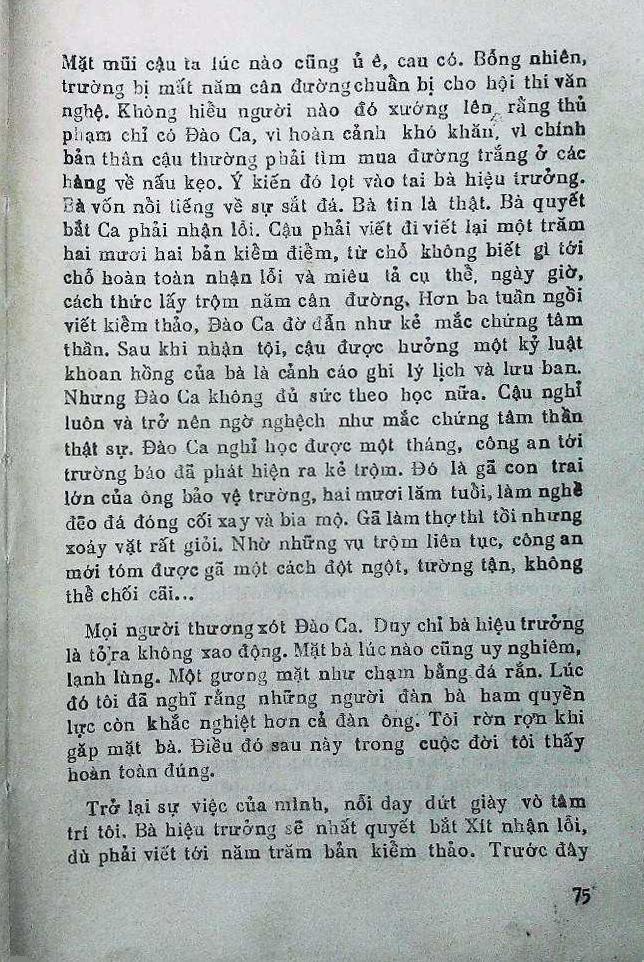 Mặt mũi cậu ta lúc nào cũng ủ ê, cau có. Bỗng nhiên,
trường bị mất năm cân đường chuẩn bị cho hội thi văn
nghệ. Không hiểu người nào đó xướng lên, rằng thủ
phạm chỉ có Đào Ca, vì hoàn cảnh khó khăn, vì chính
bản thân cậu thường phải tìm mua đường trắng ở các
hàng về nấu kẹo. Ý kiến đó lọt vào tai bà hiệu trưởng.
Bà vốn nổi tiếng về sự sắt đá. Bà tin là thật. Bà quyết
bắt Ca phải nhận lỗi. Cậu phải viết đi viết lại một trăm
hai mươi hai bản kiểm điểm, từ chỗ không biết gì tới
chỗ hoàn toàn nhận lỗi và miêu tả cụ thể, ngày giờ,
cách thức lấy trộm năm cân đường. Hơn ba tuần ngồi
viết kiểm thảo, Đào Ca đờ đẫn như kẻ mắc chứng tâm
thần. Sau khi nhận tội, cậu được hưởng một kỷ luật
khoan hồng của bà là cảnh cáo ghi lý lịch và lưu ban.
Nhưng Đào Ca không đủ sức theo học nữa. Cậu nghỉ
luôn và trở nên ngờ nghệch như mắc chứng tâm thần
thật sự. Đào Ca nghỉ học được một tháng, công an tới
trường báo đã phát hiện ra kẻ trộm. Đó là gã con trai
lớn của ông bảo vệ trường, hai mươi lăm tuổi, làm nghề
đẽo đá đóng cối xay và bia mộ. Gã làm thợ thì tồi nhưng
xoáy vặt rất giỏi. Nhờ những vụ trộm liên tục, công an
mới tóm được gã một cách đột ngột, tường tận, không
thể chối cãi...
Mọi người thương xót Đào Ca. Duy chỉ bà hiệu trưởng
là tỏ ra không xao động. Mặt bà lúc nào cũng uy nghiêm,
lạnh lùng. Một gương mặt như chạm bằng đá rắn. Lúc
đó tôi đã nghĩ rằng những người đàn bà ham quyền
lực còn khắc nghiệt hơn cả đàn ông. Tôi rờn rợn khi
gặp mặt bà. Điều đó sau này trong cuộc đời tôi thấy
hoàn toàn đúng.
Trở lại sự việc của mình, nỗi day dứt giày vò tâm
trí tôi. Bà hiệu trưởng sẽ nhất quyết bắt Xít nhận lỗi,
dù phải viết tới năm trăm bản kiểm thảo. Trước đây
75